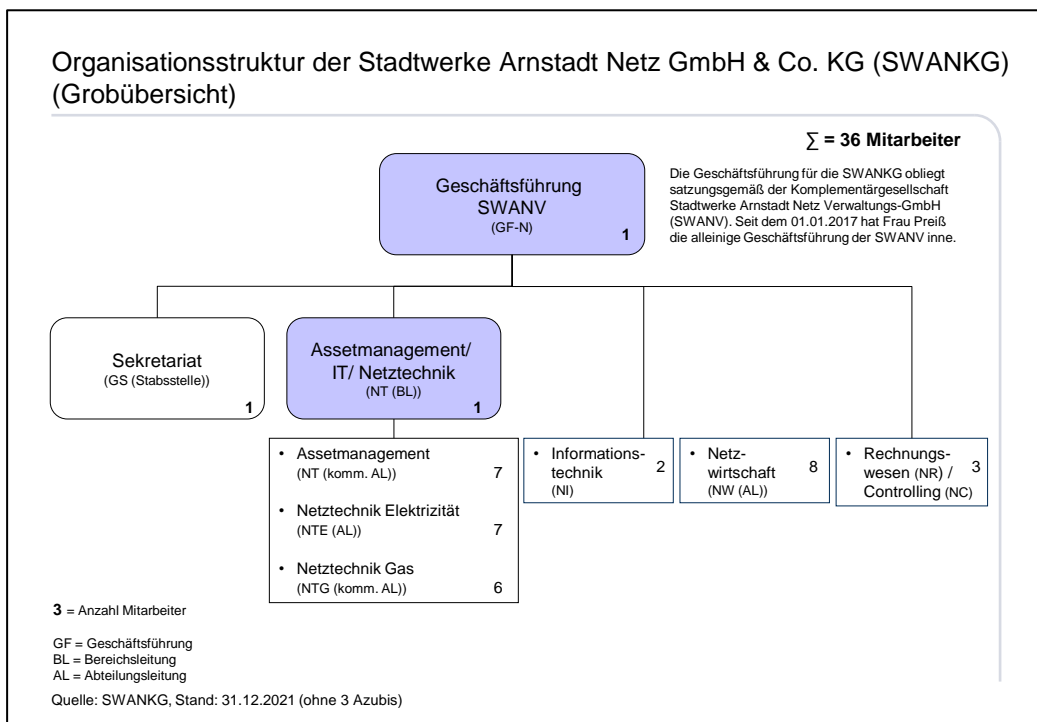 Organisationsstruktur der Stadtwerke Arnstadt Netz GmbH & Co. KG (SWANKG)
(Grobübersicht)
∑ = 36 Mitarbeiter
Die Geschäftsführung für die SWANKG obliegt
satzungsgemäß der Komplementärgesellschaft
Stadtwerke Arnstadt Netz Verwaltungs-GmbH
(SWANV). Seit dem 01.01.2017 hat Frau Preiß
die alleinige Geschäftsführung der SWANV inne.
Geschäftsführung
SWANV
(GF-N)
1
Sekretariat
(GS (Stabsstelle))
1
Assetmanagement/
IT/ Netztechnik
(NT (BL))
1
• Assetmanagement
(NT (komm. AL)) 7
• Netztechnik Elektrizität
(NTE (AL)) 7
• Netztechnik Gas
(NTG (komm. AL)) 6
• Informations-
technik 2
(NI)
• Netz-
wirtschaft 8
(NW (AL))
• Rechnungs-
wesen (NR) / 3
Controlling (NC)
3 = Anzahl Mitarbeiter
GF = Geschäftsführung
BL = Bereichsleitung
AL = Abteilungsleitung
Quelle: SWANKG, Stand: 31.12.2021 (ohne 3 Azubis)